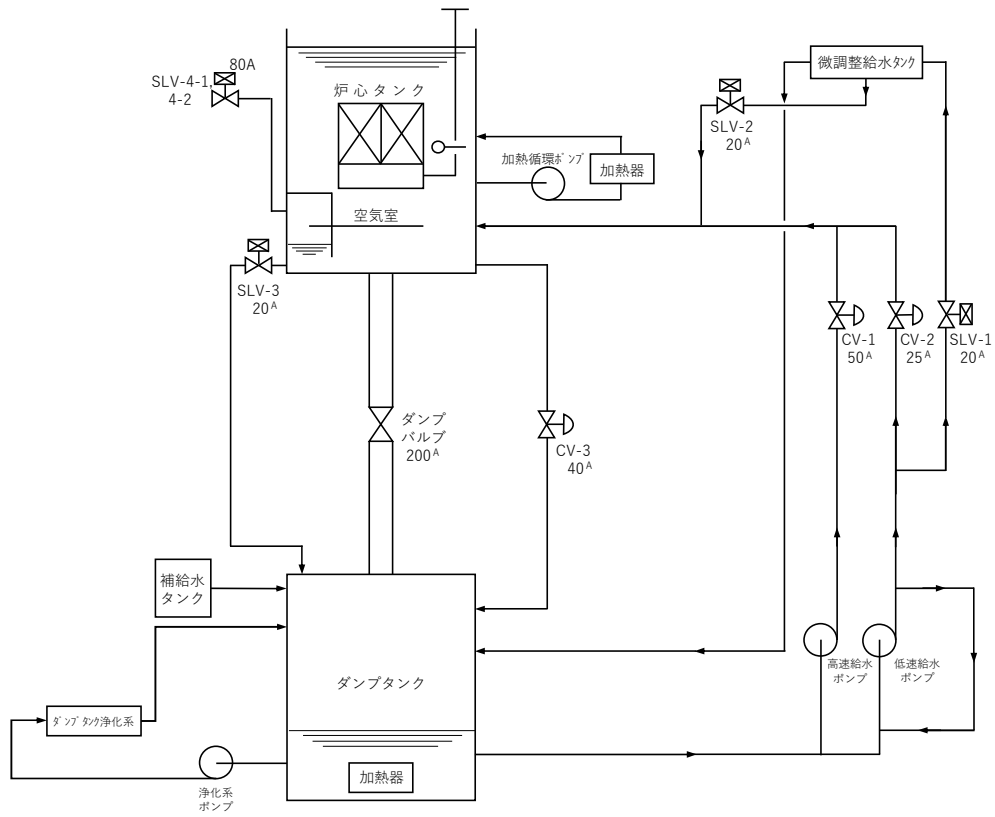 80A
SLV-4-1,
4-2
炉心タンク
微調整給水タンク
SLV-2
20A
加熱循環ポンプ
加熱器
空気室
SLV-3
20A
CV-1
50A
CV-2
25A
SLV-1
20A
ダンプ
バルブ
200A
CV-3
40A
補給水
タンク
高速給水
ポンプ
低速給水
ポンプ
ダンプタンク
ダンプタンク浄化系
加熱器
浄化系
ポンプ